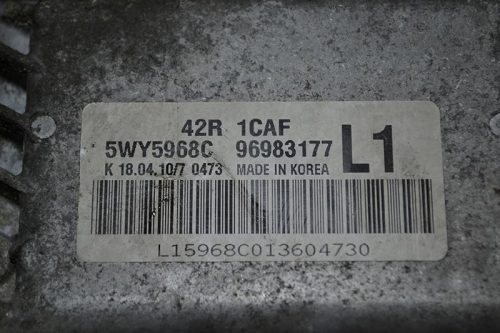 42R 1CAF
5WY5968C 96983177 L1
K 18.04.10/7 0473 MADE IN KOREA
L15968C013604730